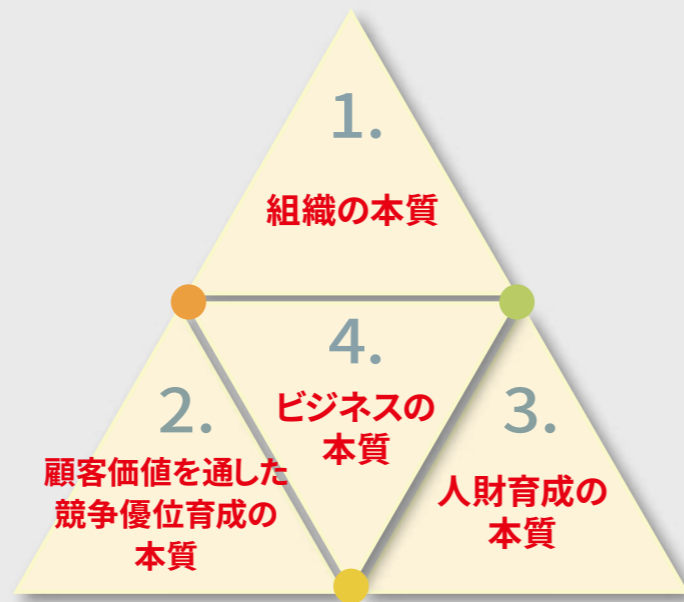 1.
組織の本質
2.
顧客価値を通した
競争優位育成の
本質
4.
ビジネスの
本質
3.
人財育成の
本質